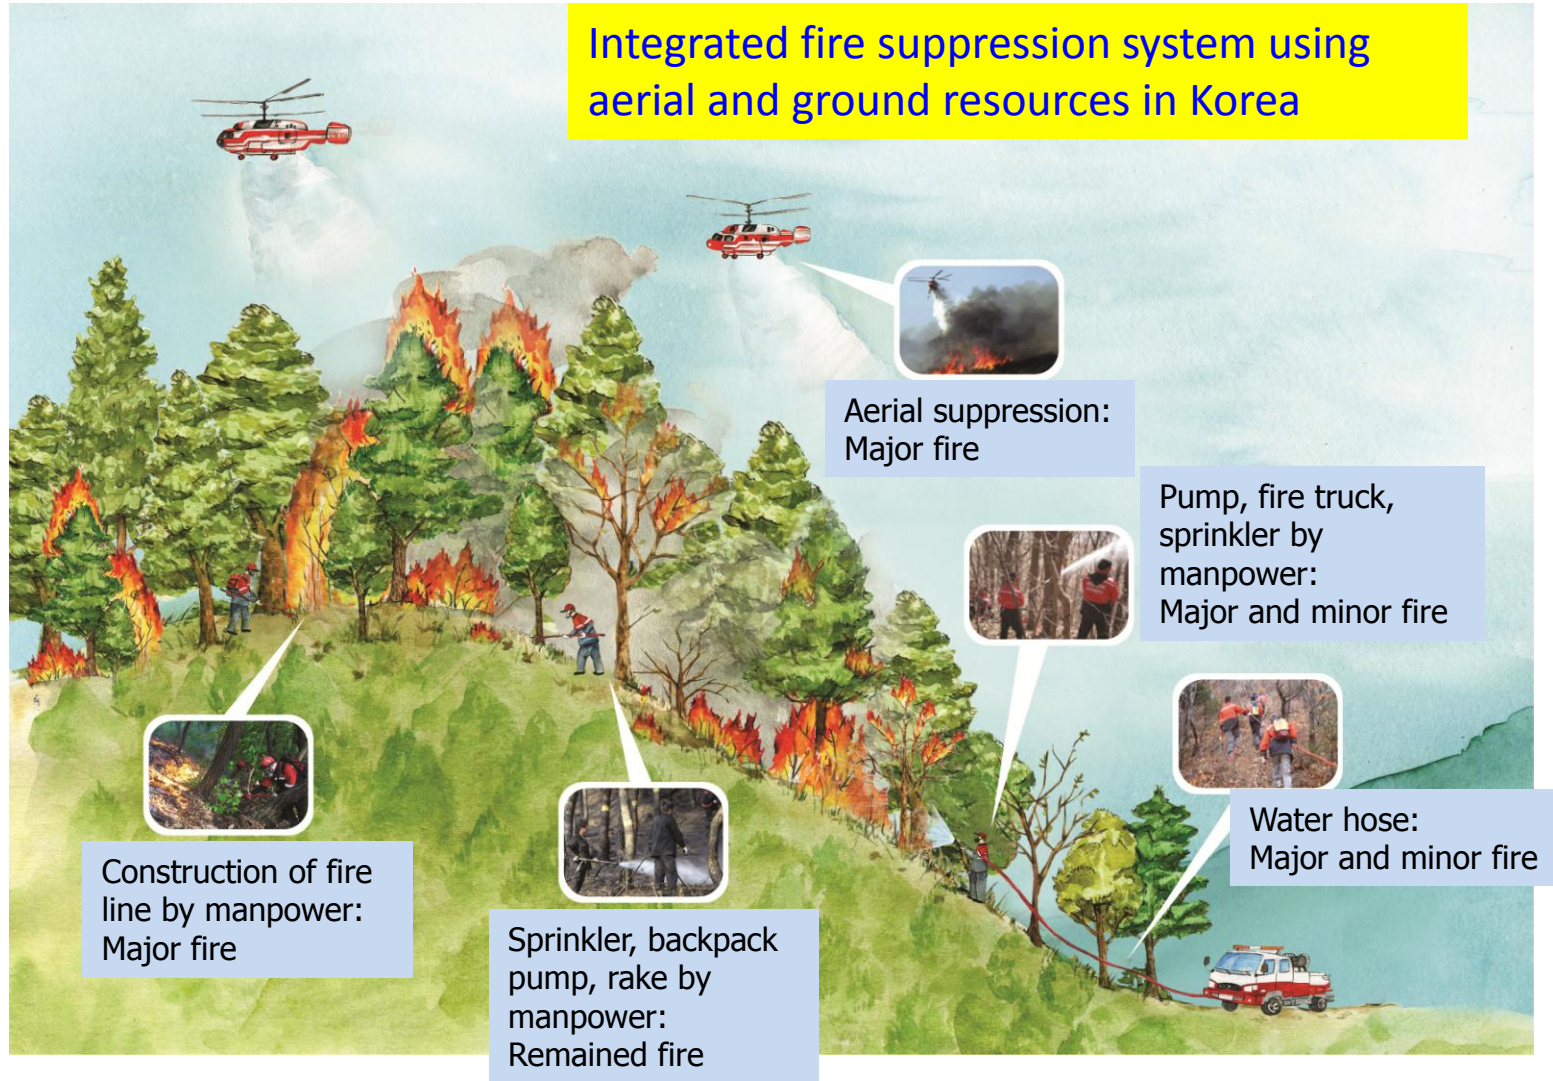 Integrated fire suppression system using
aerial and ground resources in Korea
Aerial suppression:
Major fire
Pump, fire truck,
sprinkler by
manpower:
Major and minor fire
Water hose:
Major and minor fire
Construction of fire
line by manpower:
Major fire
Sprinkler, backpack
pump, rake by
manpower:
Remained fire